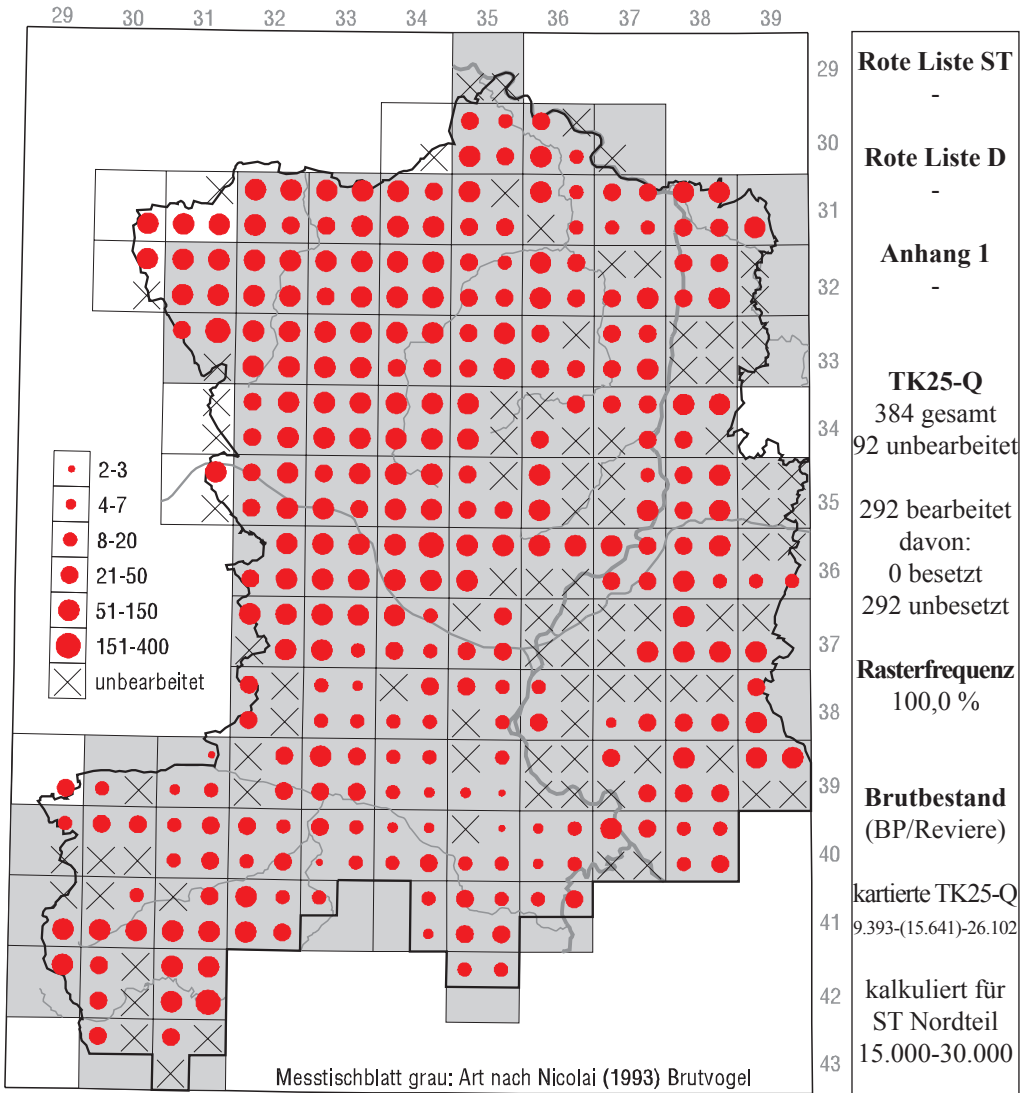 29 30 31 32 33 34 35 36 37 38 39
29
30
31
32
33
34
35
36
37
38
39
40
41
42
43
2-3
4-7
8-20
21-50
51-150
151-400
unbearbeitet
Messtischblatt grau: Art nach Nicolai (1993) Brutvogel
Rote Liste ST
-
Rote Liste D
-
Anhang 1
-
TK25-Q
384 gesamt
92 unbearbeitet
292 bearbeitet
davon:
0 besetzt
292 unbesetzt
Rasterfrequenz
100,0 %
Brutbestand
(BP/Reviere)
kartierte TK25-Q
9.393-(15.641)-26.102
kalkuliert für
ST Nordteil
15.000-30.000